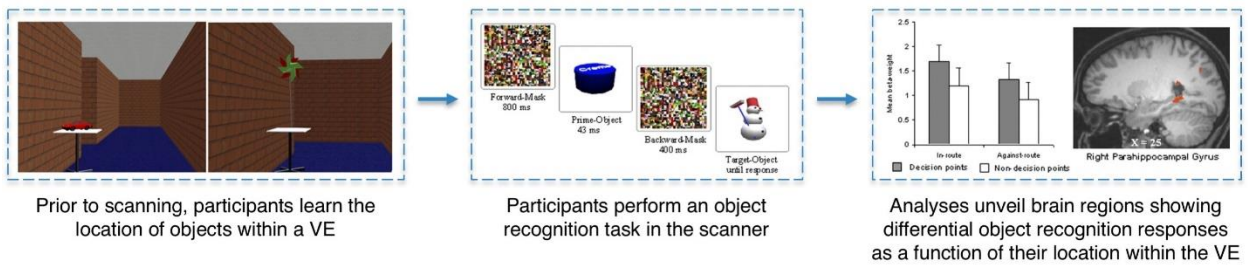 Forward-Mask
800 ms
Prime-Object
43 ms
Backward-Mask
400 ms
Target-Object
until response
Mean betaweight
2.5
2
1.5
1
0.5
0
In-route
Against-route
Decision points
Non-decision points
X = 25
Right Parahippocampal Gyrus
Prior to scanning, participants learn the
location of objects within a VE
Participants perform an object
recognition task in the scanner
Analyses unveil brain regions showing
differential object recognition responses
as a function of their location within the VE